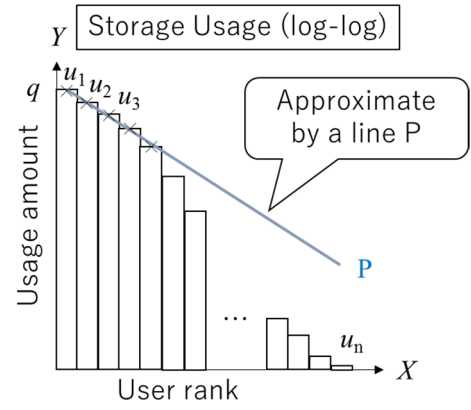 Storage Usage (log-log)
Y
q
u1 u2 u3
Approximate
by a line P
Usage amount
P
...
un
X
User rank